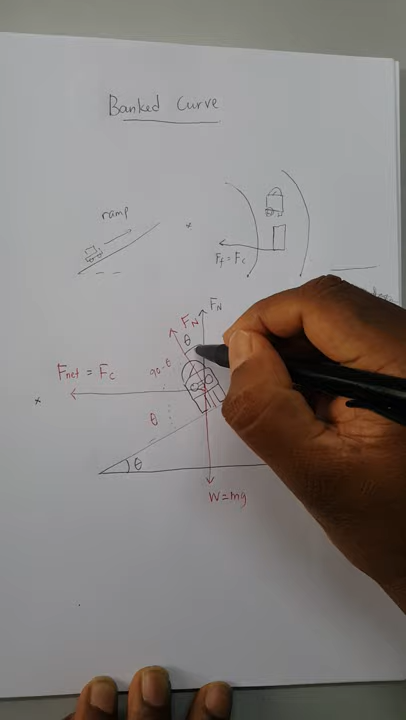 Banked Curve
ramp
*
Ff = Fc
FN
FN
θ
90-θ
Fnet = Fc
*
θ
θ
W=mg